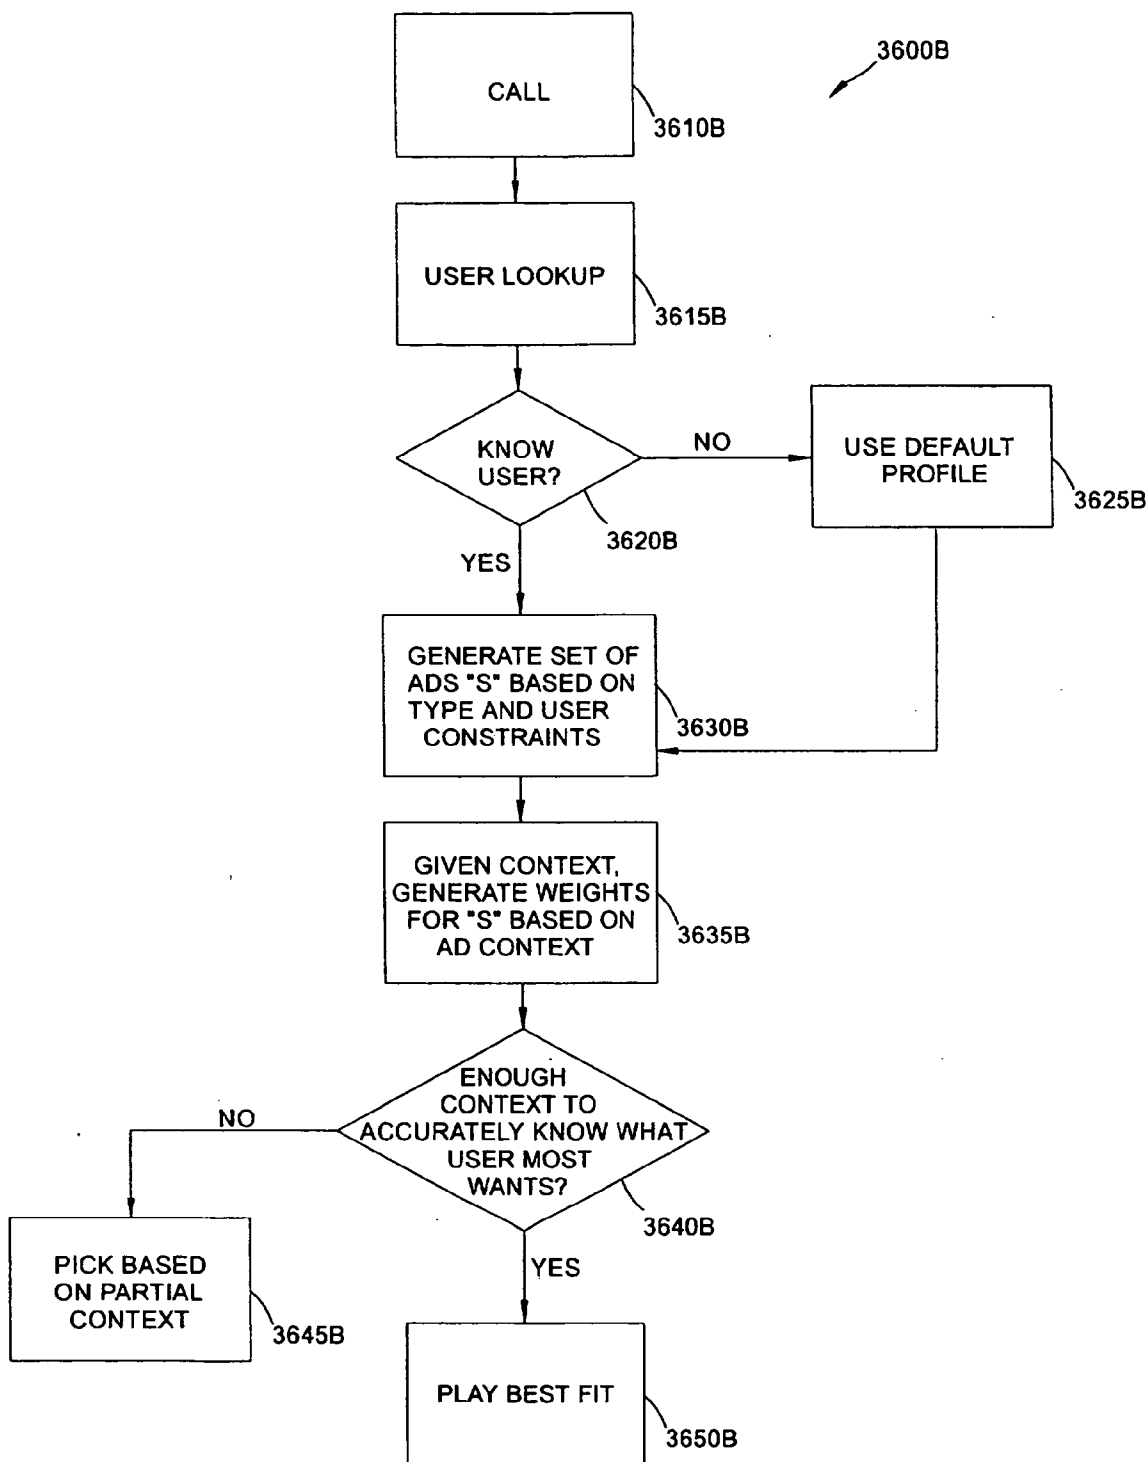 3600B
CALL
3610B
USER LOOKUP
3615B
KNOW
USER?
NO
USE DEFAULT
PROFILE
3625B
3620B
YES
GENERATE SET OF
ADS "S" BASED ON
TYPE AND USER
CONSTRAINTS
3630B
GIVEN CONTEXT,
GENERATE WEIGHTS
FOR "S" BASED ON
AD CONTEXT
3635B
ENOUGH
CONTEXT TO
ACCURATELY KNOW WHAT
USER MOST
WANTS?
NO
3640B
YES
PICK BASED
ON PARTIAL
CONTEXT
3645B
PLAY BEST FIT
3650B